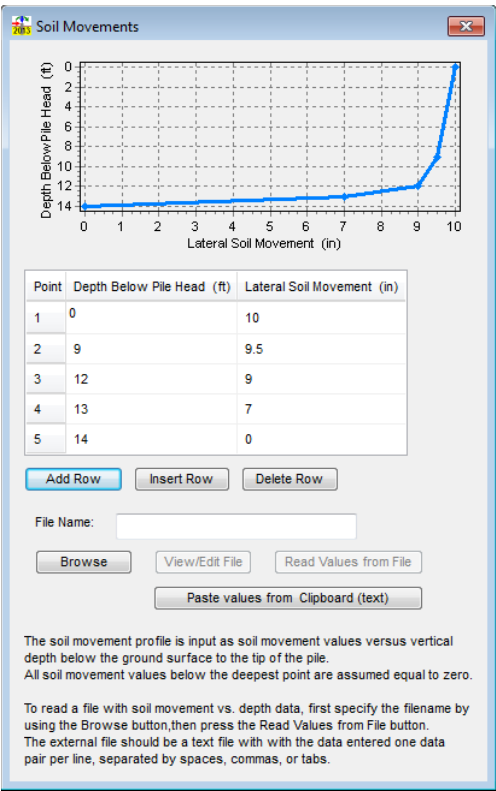 2013 Soil Movements
Depth Below Pile Head (ft)
0
2
4
6
8
10
12
14
0 1 2 3 4 5 6 7 8 9 10
Lateral Soil Movement (in)
Point Depth Below Pile Head (ft) Lateral Soil Movement (in)
1 0 10
2 9 9.5
3 12 9
4 13 7
5 14 0
Add Row Insert Row Delete Row
File Name:
Browse View/Edit File Read Values from File
Paste values from Clipboard (text)
The soil movement profile is input as soil movement values versus vertical
depth below the ground surface to the tip of the pile.
All soil movement values below the deepest point are assumed equal to zero.
To read a file with soil movement vs. depth data, first specify the filename by
using the Browse button,then press the Read Values from File button.
The external file should be a text file with with the data entered one data
pair per line, separated by spaces, commas, or tabs.